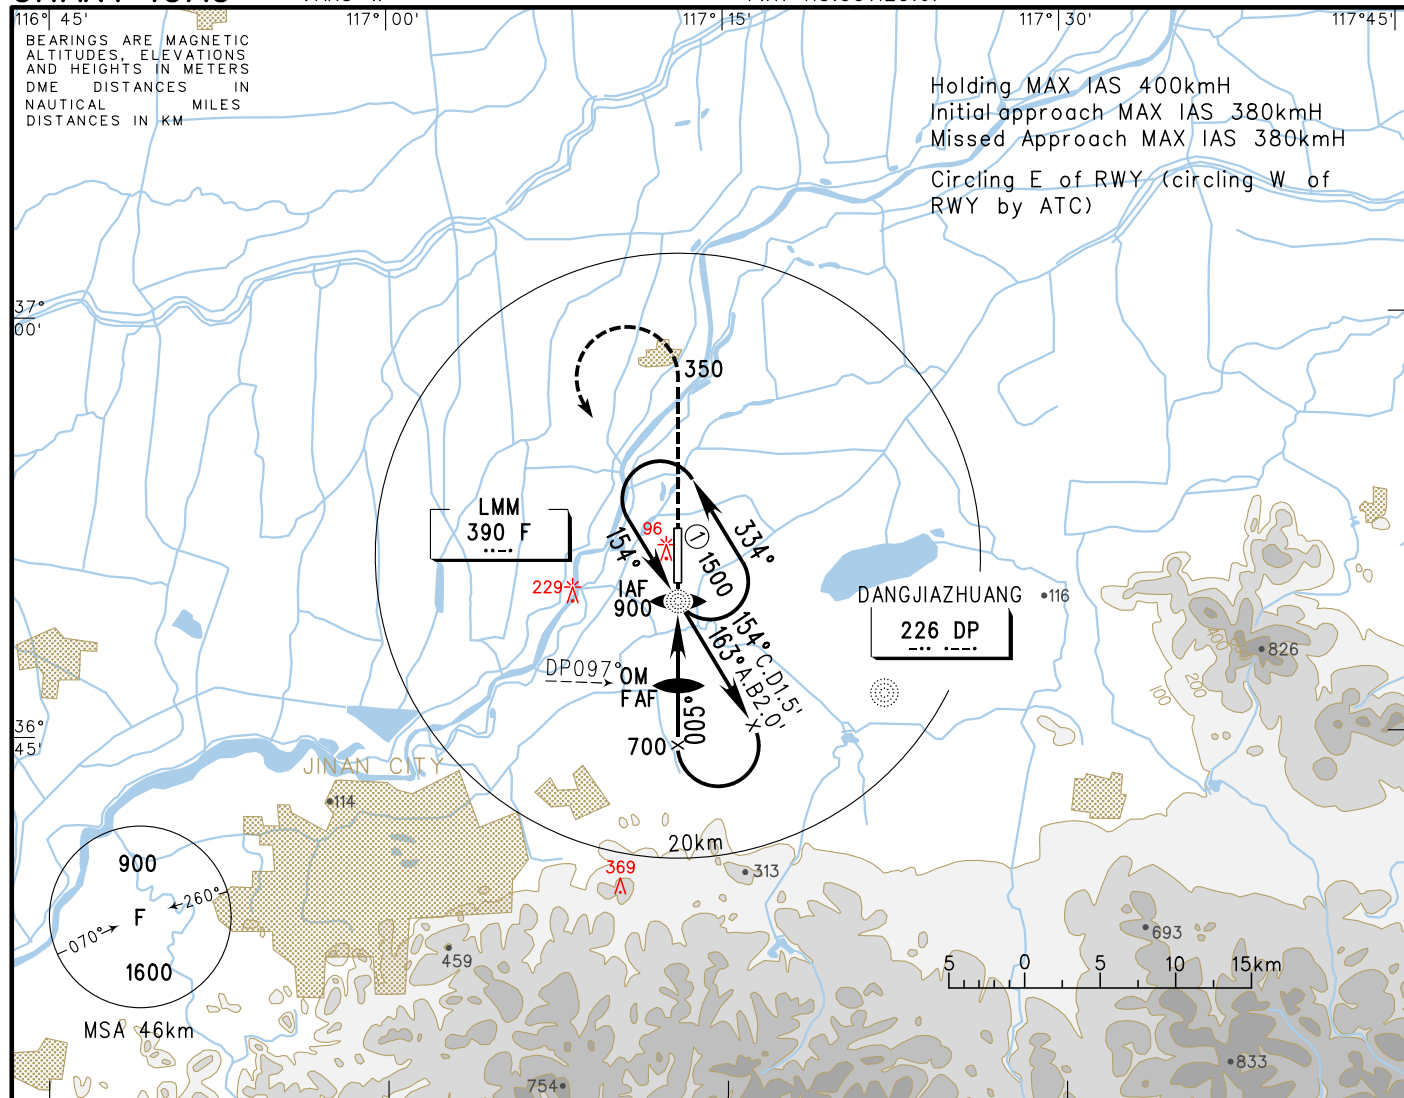 116° 45'
117° 00'
117° 15'
117° 30'
117°45'
BEARINGS ARE MAGNETIC
ALTITUDES, ELEVATIONS
AND HEIGHTS IN METERS
DME DISTANCES IN
NAUTICAL MILES
DISTANCES IN KM
Holding MAX IAS 400kmH
Initial approach MAX IAS 380kmH
Missed Approach MAX IAS 380kmH
Circling E of RWY (circling W of
RWY by ATC)
37°
00'
350
LMM
390 F
96
1
1500
334°
154°
229
IAF
900
DANGJIAZHUANG
226 DP
116
826
400
200
100
154° C.D1.5'
163° A.B2.0'
DP097°
OM
FAF
005°
700
36°
45'
JINAN CITY
114
20km
369
313
900
260°
F
070°
1600
MSA 46km
459
693
5 0 5 10 15km
754
833